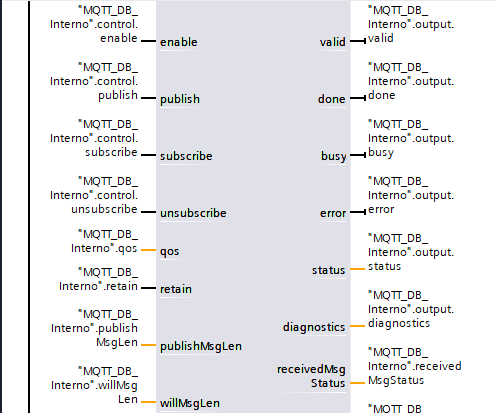 "MQTT_DB_
Interno".control.
enable
enable
"MQTT_DB_
Interno".control.
publish
publish
"MQTT_DB_
Interno".control.
subscribe
subscribe
"MQTT_DB_
Interno".control.
unsubscribe
unsubscribe
"MQTT_DB_
Interno".qos
qos
"MQTT_DB_
Interno".retain
retain
"MQTT_DB_
Interno".publish
MsgLen
publishMsgLen
"MQTT_DB_
Interno".willMsg
Len
willMsgLen
valid
"MQTT_DB_
Interno".output.
valid
done
"MQTT_DB_
Interno".output.
done
busy
"MQTT_DB_
Interno".output.
busy
error
"MQTT_DB_
Interno".output.
error
status
"MQTT_DB_
Interno".output.
status
diagnostics
"MQTT_DB_
Interno".output.
diagnostics
receivedMsg
Status
"MQTT_DB_
Interno".received
MsgStatus
"MQTT_DB_